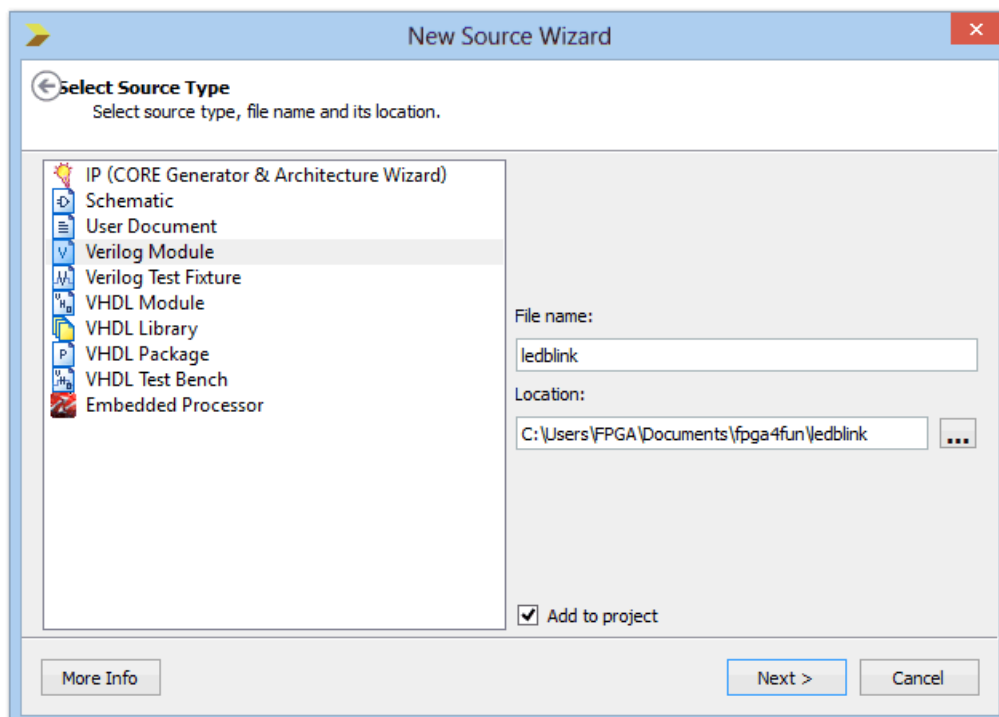 New Source Wizard
Select Source Type
Select source type, file name and its location.
IP (CORE Generator & Architecture Wizard)
Schematic
User Document
Verilog Module
Verilog Test Fixture
VHDL Module
VHDL Library
VHDL Package
VHDL Test Bench
Embedded Processor
File name:
ledblink
Location:
C:\Users\FPGA\Documents\fpga4fun\ledblink
...
Add to project
More Info
Next >
Cancel